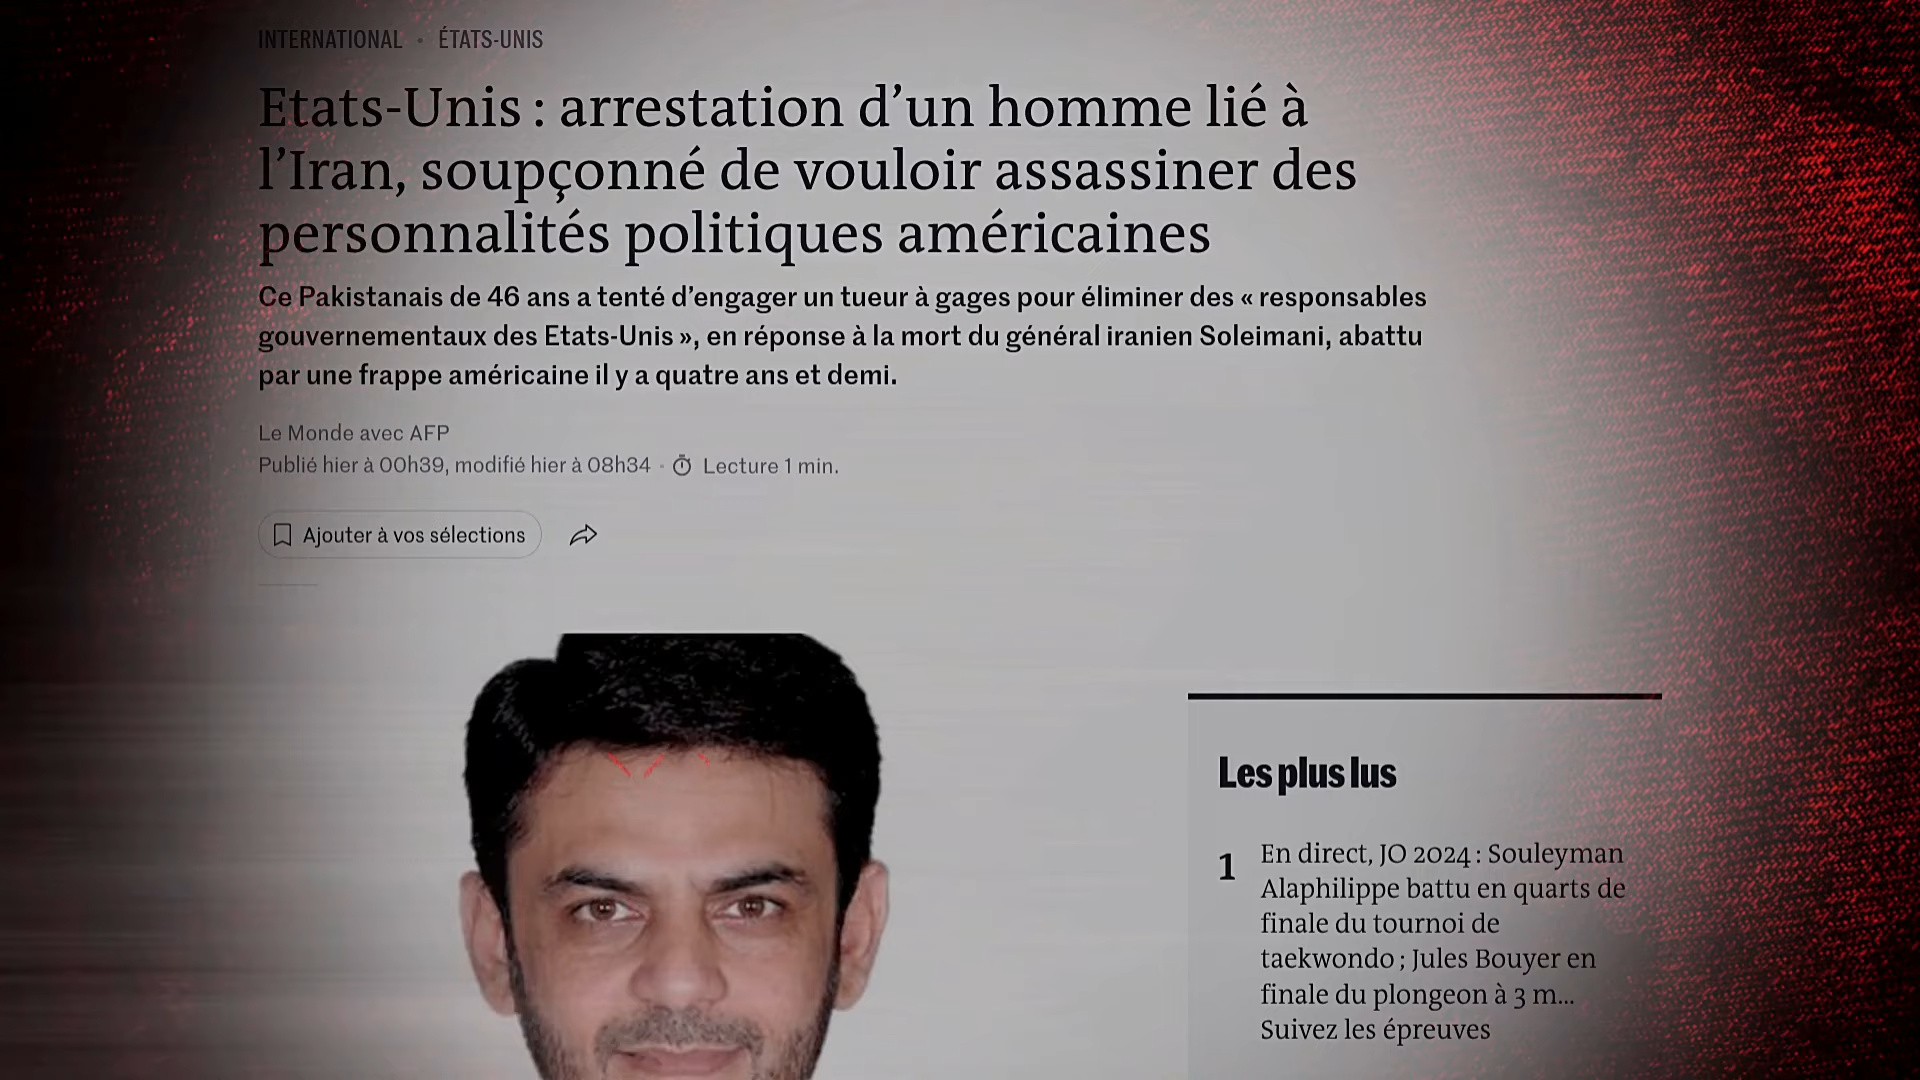 INTERNATIONAL • ÉTATS-UNIS
Etats-Unis : arrestation d’un homme lié à
l’Iran, soupçonné de vouloir assassiner des
personnalités politiques américaines
Ce Pakistanais de 46 ans a tenté d’engager un tueur à gages pour éliminer des « responsables
gouvernementaux des Etats-Unis », en réponse à la mort du général iranien Soleimani, abattu
par une frappe américaine il y a quatre ans et demi.
Le Monde avec AFP
Publié hier à 00h39, modifié hier à 08h34 • Lecture 1 min.
Ajouter à vos sélections
Les plus lus
1 En direct, JO 2024 : Souleyman
Alaphilippe battu en quarts de
finale du tournoi de
taekwondo ; Jules Bouyer en
finale du plongeon à 3 m...
Suivez les épreuves